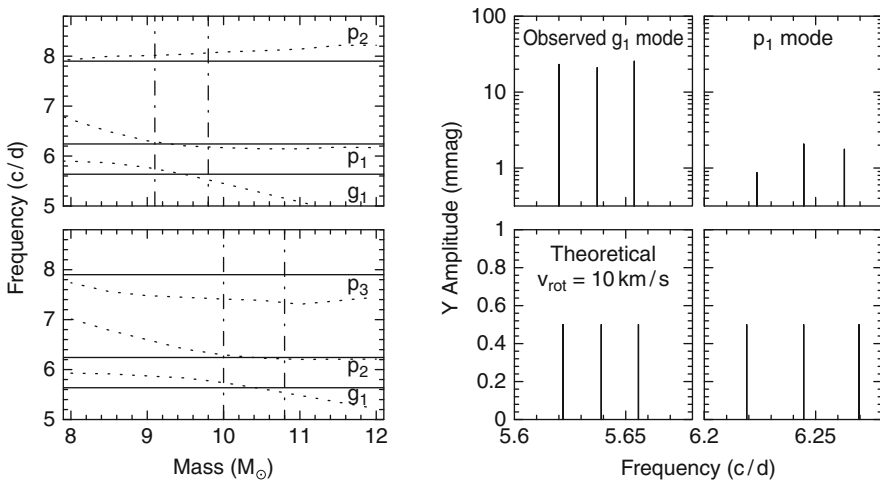 Frequency (c/d)
8
7
6
5
p2
p1
g1
8
7
6
5
p3
p2
g1
8 9 10 11 12
Mass (M⊙)
Y Amplitude (mmag)
100
10
1
Observed g1 mode
p1 mode
1
0.8
0.6
0.4
0.2
0
Theoretical
vrot = 10 km/s
5.6 5.65 6.2 6.25
Frequency (c/d)